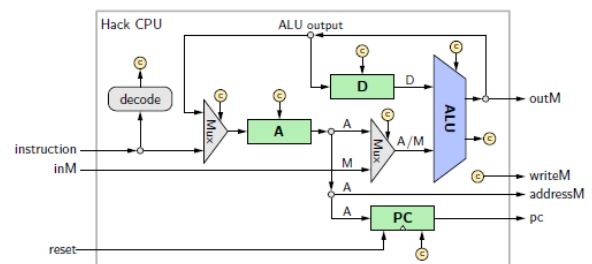 Hack CPU
ALU output
c
c
c
D
D
decode
c
c
c
Mux
A
A
Mux
A/M
ALU
outM
c
instruction
inM
M
c
writeM
A
addressM
A
PC
pc
reset
c